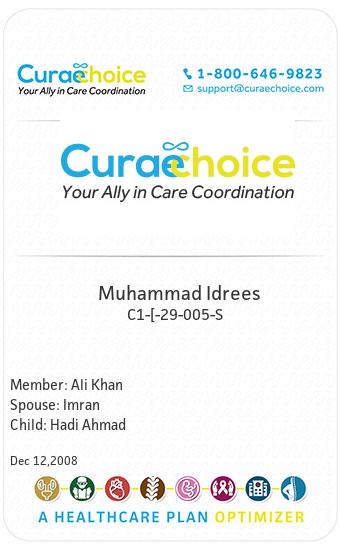 Curaechoice
Your Ally in Care Coordination
1-800-646-9823
support@curaechoice.com
Curaechoice
Your Ally in Care Coordination
Muhammad Idrees
C1-[-29-005-S
Member: Ali Khan
Spouse: Imran
Child: Hadi Ahmad
Dec 12,2008
A HEALTHCARE PLAN OPTIMIZER